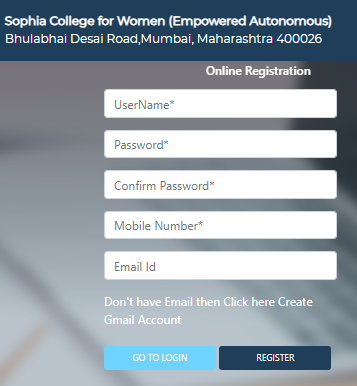 Sophia College for Women (Empowered Autonomous)
Bhulabhai Desai Road,Mumbai, Maharashtra 400026
Online Registration
UserName*
Password*
Confirm Password*
Mobile Number*
Email Id
Don't have Email then Click here Create
Gmail Account
GO TO LOGIN REGISTER